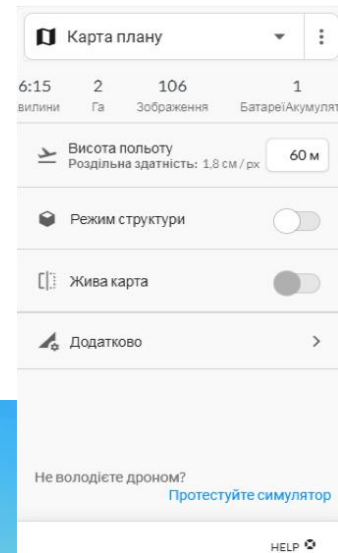 Карта плану
6:15 2 106 1
вилини Га Зображення БатареїАкумулят
Висота польоту
Роздільна здатність: 1,8 см / px
60 м
Режим структури
Жива карта
Додатково
Не володієте дроном?
Протестуйте симулятор
HELP